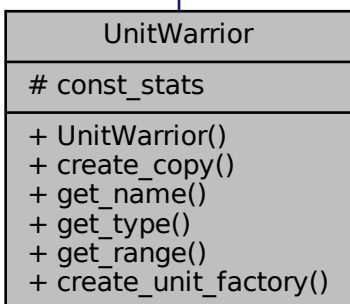 UnitWarrior
# const_stats
+ UnitWarrior()
+ create_copy()
+ get_name()
+ get_type()
+ get_range()
+ create_unit_factory()